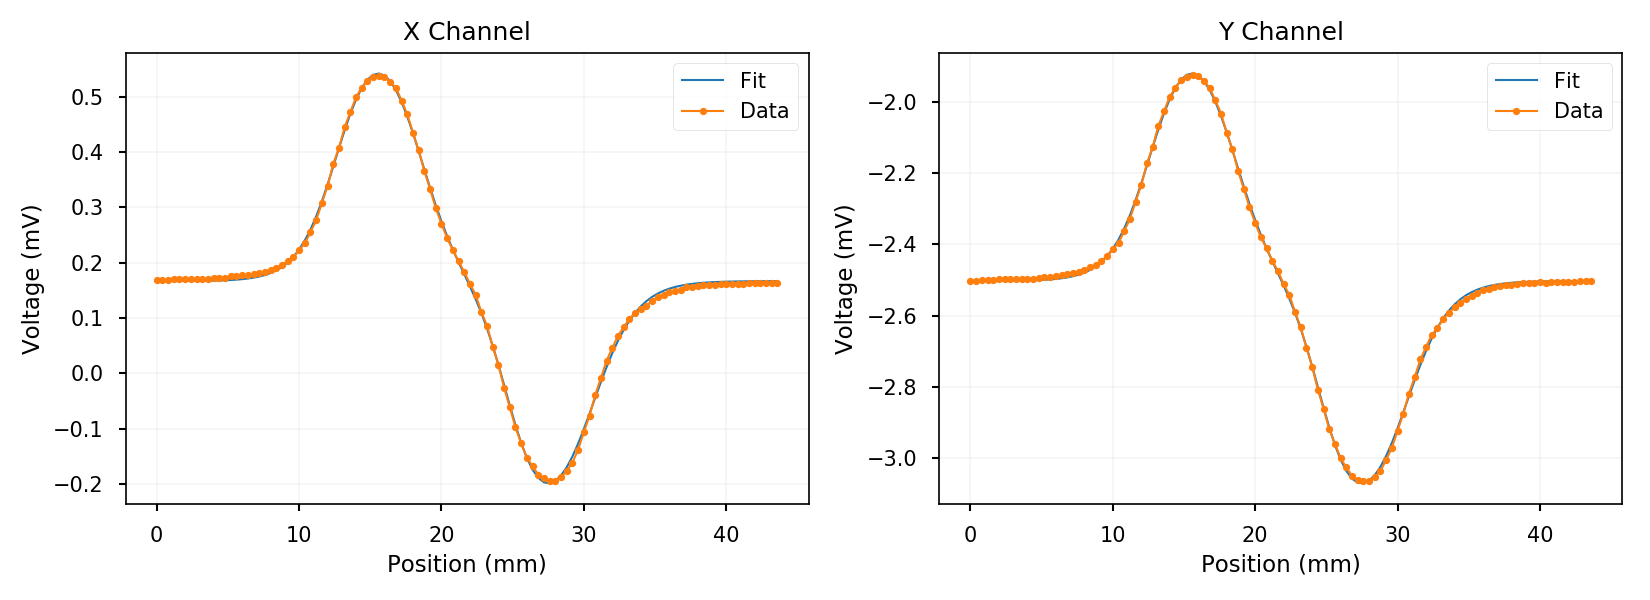 X Channel
Fit
Data
0.5
0.4
0.3
0.2
0.1
0.0
−0.1
−0.2
Voltage (mV)
0
10
20
30
40
Position (mm)
Y Channel
Fit
Data
−2.0
−2.2
−2.4
−2.6
−2.8
−3.0
Voltage (mV)
0
10
20
30
40
Position (mm)